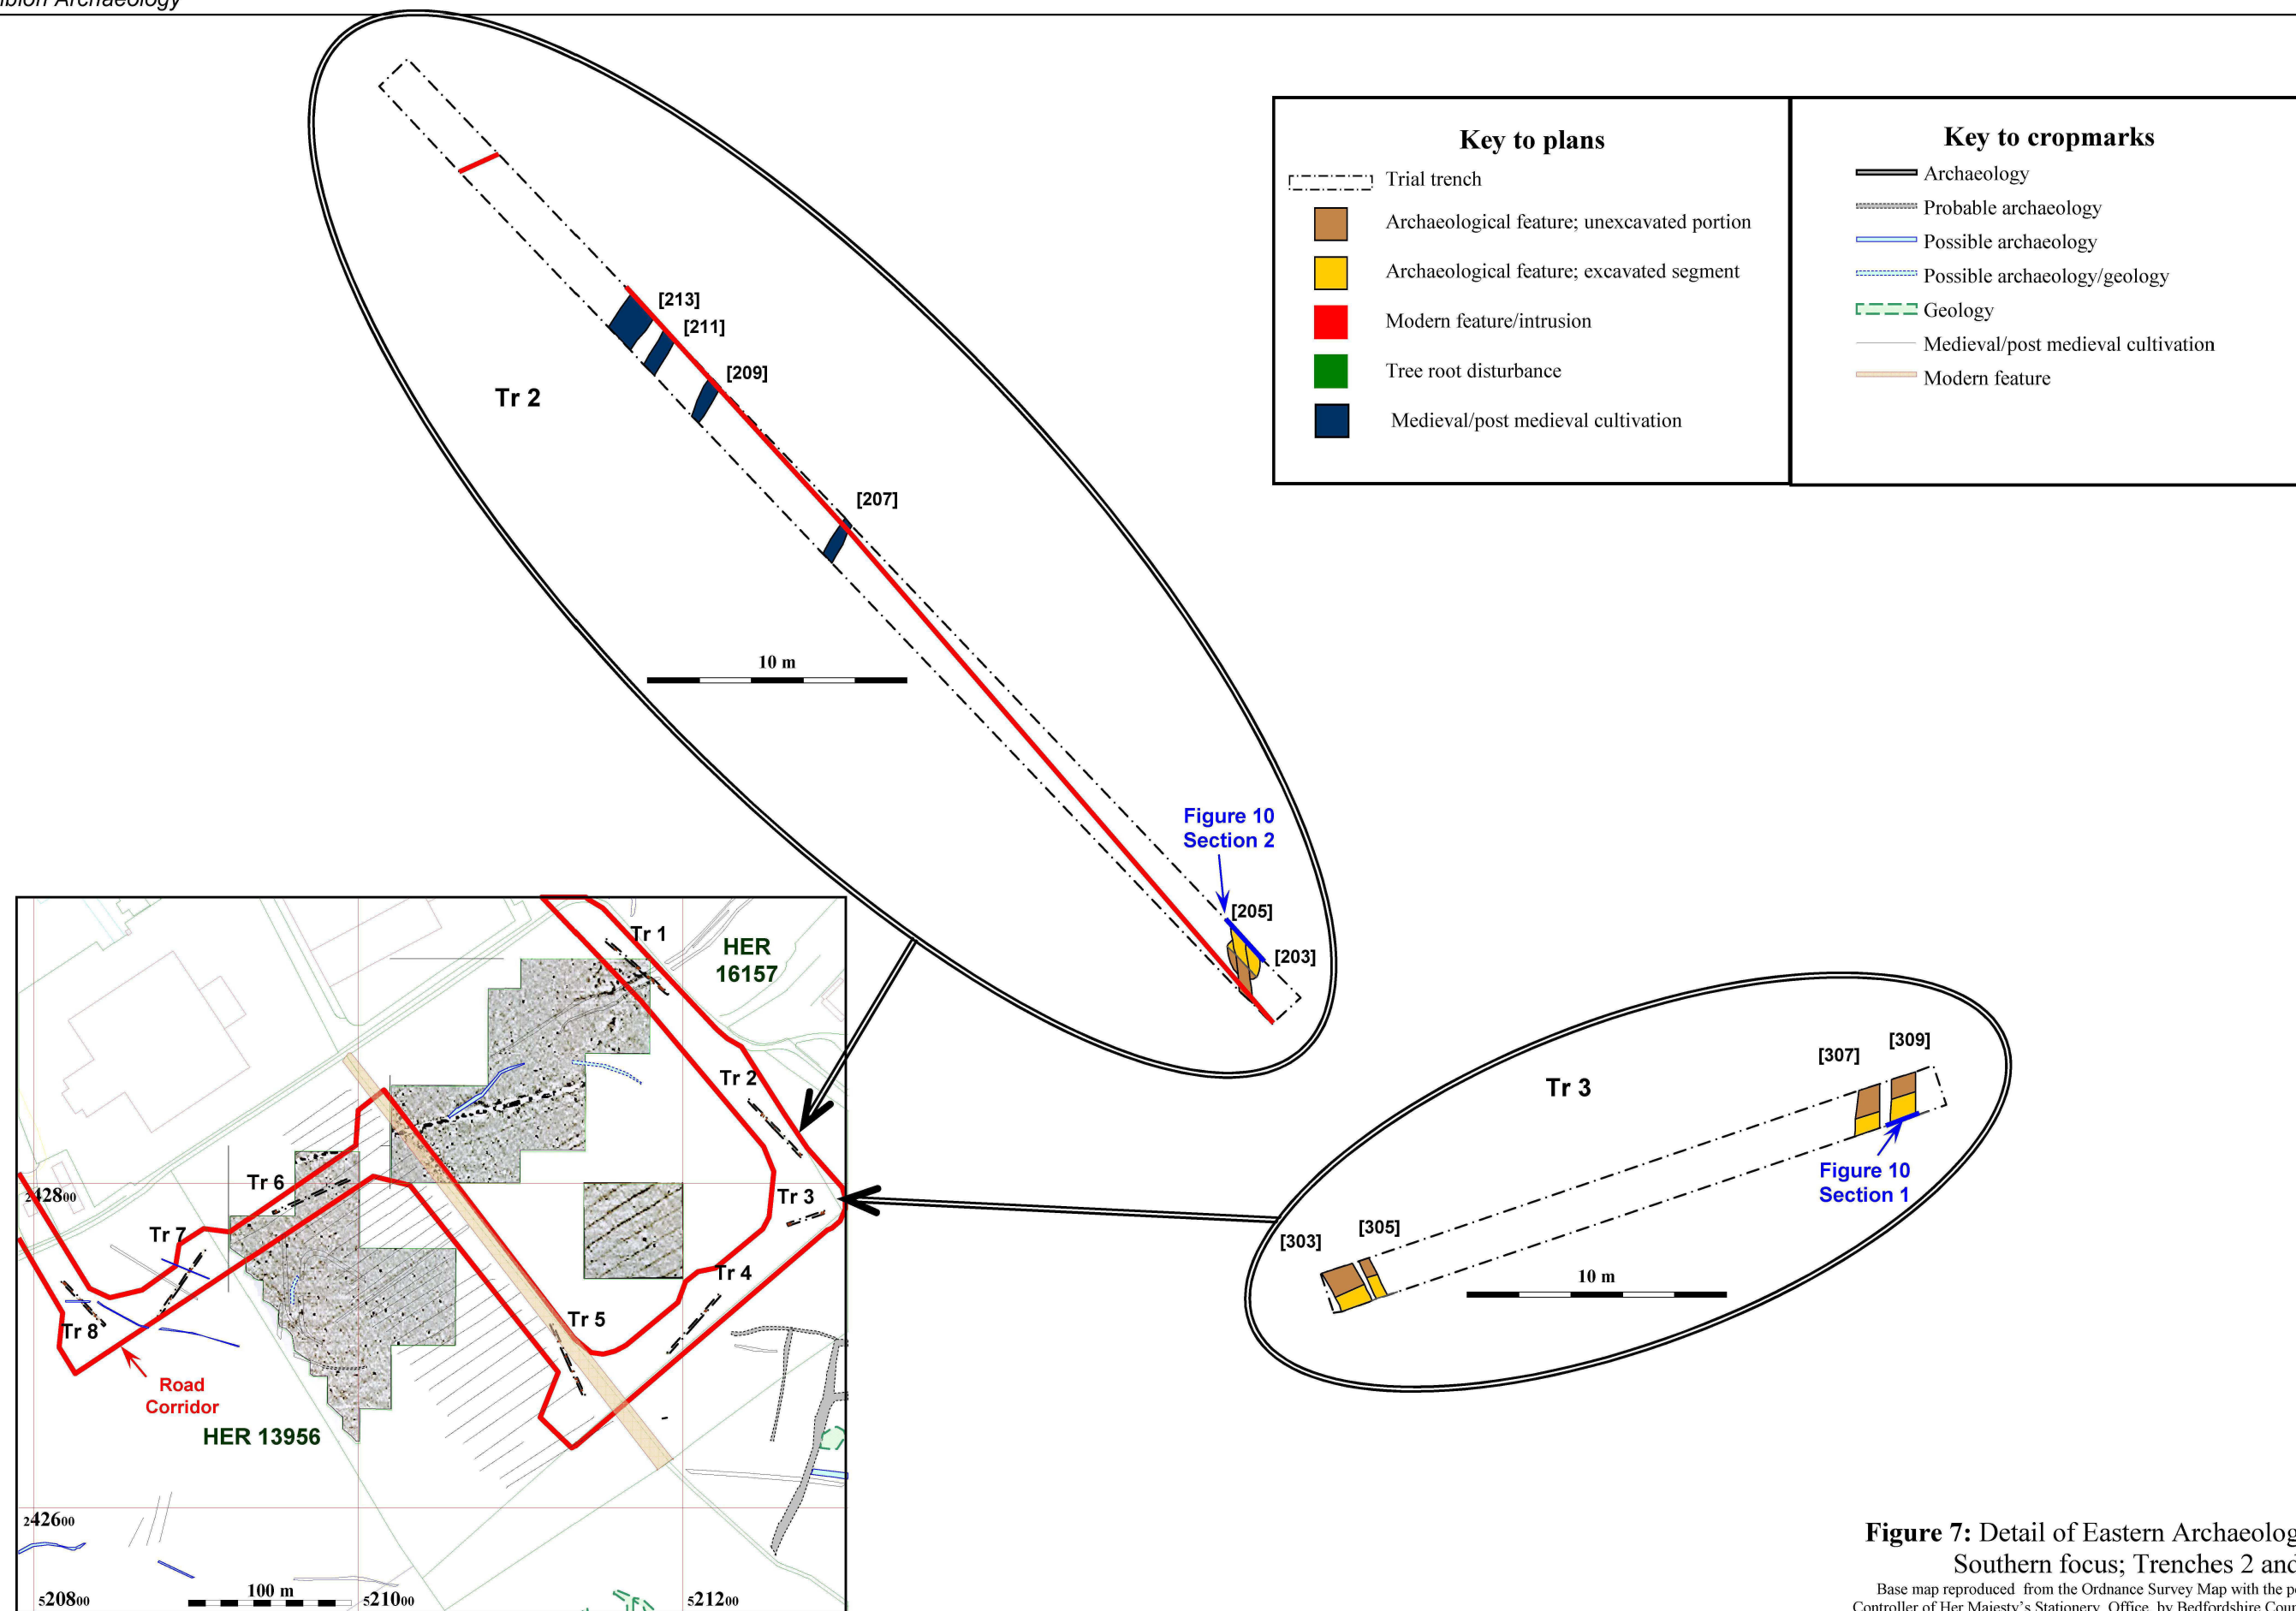 Archaeology
Key to plans
Trial trench
Archaeological feature; unexcavated portion
Archaeological feature; excavated segment
Modern feature/intrusion
Tree root disturbance
Medieval/post medieval cultivation
Key to cropmarks
Archaeology
Probable archaeology
Possible archaeology
Possible archaeology/geology
Geology
Medieval/post medieval cultivation
Modern feature
[213]
[211]
[209]
Tr 2
[207]
10 m
Figure 10
Section 2
[205]
[203]
Tr 3
[307]
[309]
Figure 10
Section 1
[303]
[305]
10 m
Tr 1
HER
16157
Tr 2
Tr 3
Tr 4
Tr 5
Tr 6
Tr 7
Tr 8
242800
Road
Corridor
HER 13956
242600
520800
100 m
521000
521200
Figure 7: Detail of Eastern
Southern focus; Trenches 2 and
Base map reproduced from the Ordnance Survey Map with the
Controller of Her Majesty's Stationery Office, by Bedfordshire